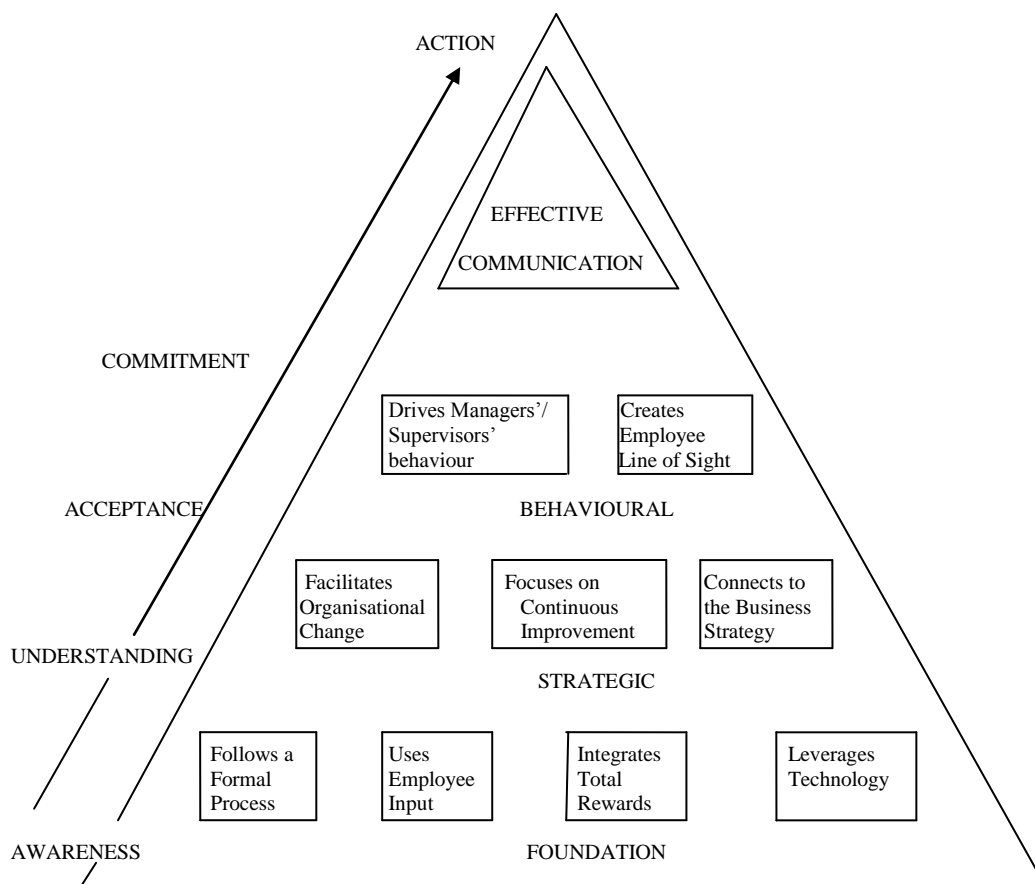 ACTION
EFFECTIVE
COMMUNICATION
COMMITMENT
Drives Managers’/
Supervisors’
behaviour
Creates
Employee
Line of Sight
ACCEPTANCE
BEHAVIOURAL
Facilitates
Organisational
Change
Focuses on
Continuous
Improvement
Connects to
the Business
Strategy
UNDERSTANDING
STRATEGIC
Follows a
Formal
Process
Uses
Employee
Input
Integrates
Total
Rewards
Leverages
Technology
AWARENESS
FOUNDATION